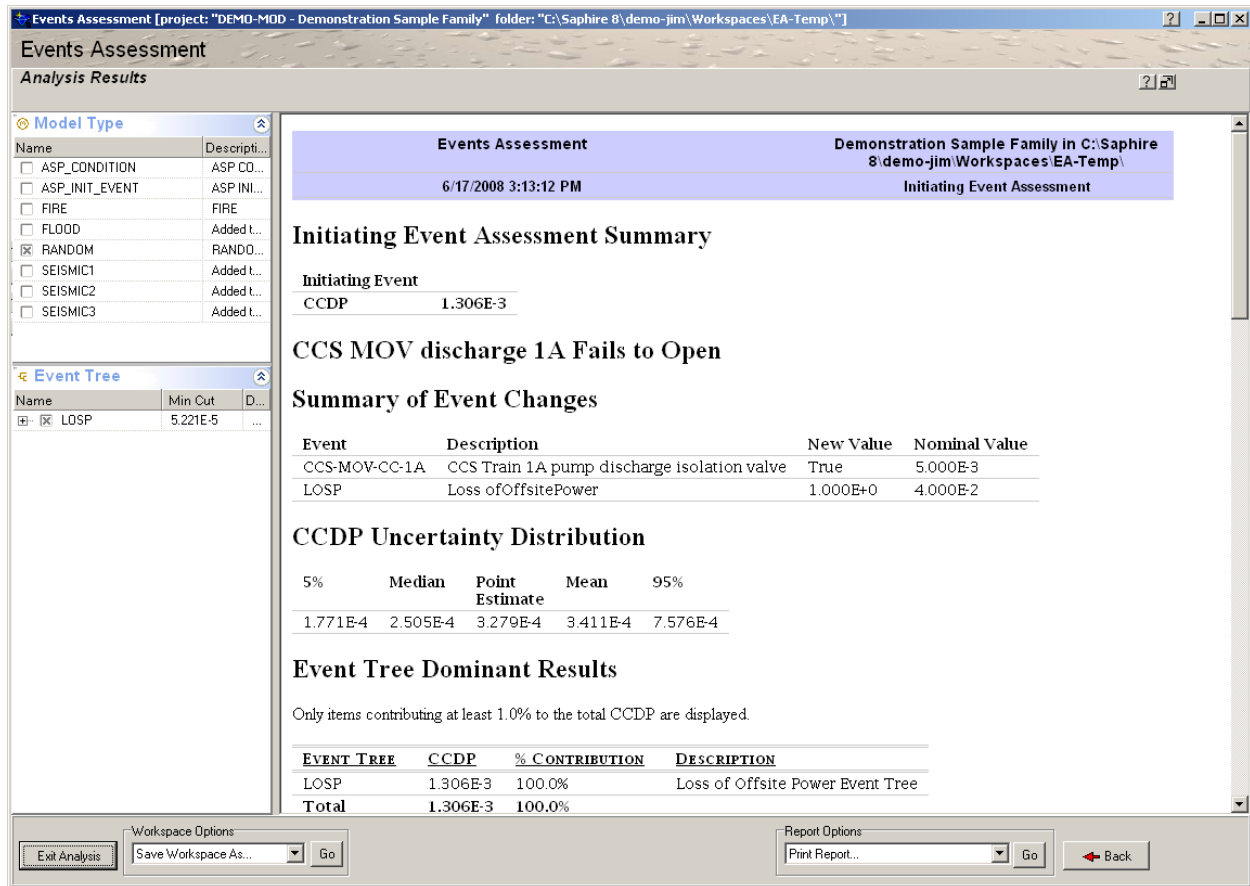 Events Assessment [project: "DEMO-MOD - Demonstration Sample Family" folder: "C:\Saphire 8\demo-jim\Workspaces\EA-Temp\"]
Events Assessment
Analysis Results
Model Type
Name Descripti...
ASP_CONDITION ASP CO...
ASP_INIT_EVENT ASP INI...
FIRE FIRE
FLOOD Added t...
RANDOM RANDO...
SEISMIC1 Added t...
SEISMIC2 Added t...
SEISMIC3 Added t...
Event Tree
Name Min Cut D...
LOSP 5.221E-5 ...
Events Assessment Demonstration Sample Family in C:\Saphire
8\demo-jim\Workspaces\EA-Temp\
6/17/2008 3:13:12 PM Initiating Event Assessment
Initiating Event Assessment Summary
Initiating Event
CCDP 1.306E-3
CCS MOV discharge 1A Fails to Open
Summary of Event Changes
Event Description New Value Nominal Value
CCS-MOV-CC-1A CCS Train 1A pump discharge isolation valve True 5.000E-3
LOSP Loss ofOffsitePower 1.000E+0 4.000E-2
CCDP Uncertainty Distribution
5% Median Point Mean 95%
Estimate
1.771E-4 2.505E-4 3.279E-4 3.411E-4 7.576E-4
Event Tree Dominant Results
Only items contributing at least 1.0% to the total CCDP are displayed.
EVENT TREE CCDP % CONTRIBUTION DESCRIPTION
LOSP 1.306E-3 100.0% Loss of Offsite Power Event Tree
Total 1.306E-3 100.0%
Workspace Options
Exit Analysis Save Workspace As... Go
Report Options
Print Report... Go Back